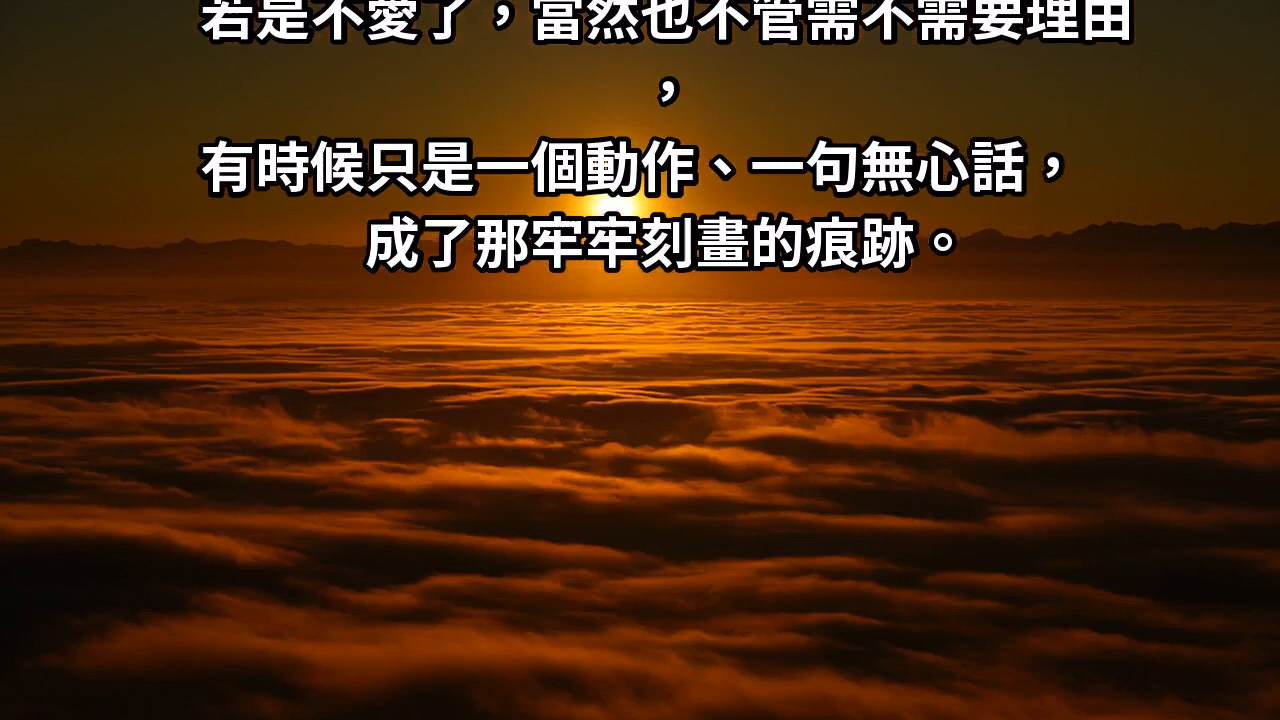 若是不愛了，當然也不管需不需要理由
，
有時候只是一個動作、一句無心話，
成了那牢牢刻畫的痕跡。